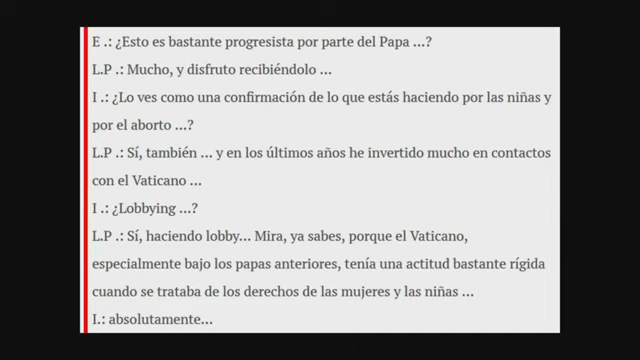 E .: ¿Esto es bastante progresista por parte del Papa ...?
L.P .: Mucho, y disfruto recibiéndolo ...
I .: ¿Lo ves como una confirmación de lo que estás haciendo por las niñas y
por el aborto ...?
L.P .: Sí, también ... y en los últimos años he invertido mucho en contactos
con el Vaticano ...
I .: ¿Lobbying ...?
L.P .: Sí, haciendo lobby... Mira, ya sabes, porque el Vaticano,
especialmente bajo los papas anteriores, tenía una actitud bastante rígida
cuando se trataba de los derechos de las mujeres y las niñas ...
I.: absolutamente...